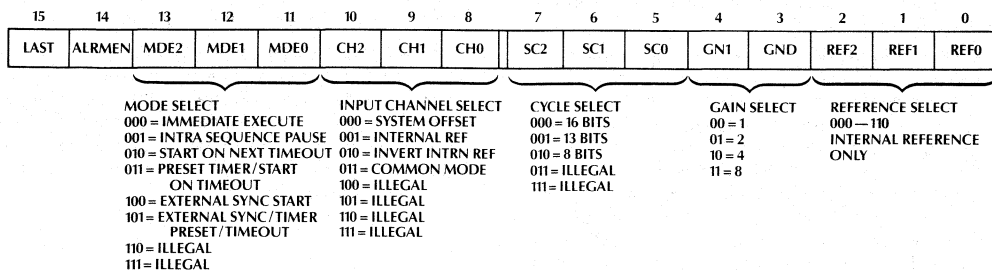 15 14 13 12 11 10 9 8 7 6 5 4 3 2 1 0
LAST ALRMEN MDE2 MDE1 MDE0 CH2 CH1 CH0 SC2 SC1 SC0 GN1 GND REF2 REF1 REF0
MODE SELECT
000 = IMMEDIATE EXECUTE
001 = INTRA SEQUENCE PAUSE
010 = START ON NEXT TIMEOUT
011 = PRESET TIMER/START
ON TIMEOUT
100 = EXTERNAL SYNC START
101 = EXTERNAL SYNC/TIMER
PRESET/TIMEOUT
110 = ILLEGAL
111 = ILLEGAL
INPUT CHANNEL SELECT
000 = SYSTEM OFFSET
001 = INTERNAL REF
010 = INVERT INTRN REF
011 = COMMON MODE
100 = ILLEGAL
101 = ILLEGAL
110 = ILLEGAL
111 = ILLEGAL
CYCLE SELECT
000 = 16 BITS
001 = 13 BITS
010 = 8 BITS
011 = ILLEGAL
111 = ILLEGAL
GAIN SELECT
00 = 1
01 = 2
10 = 4
11 = 8
REFERENCE SELECT
000—110
INTERNAL REFERENCE
ONLY